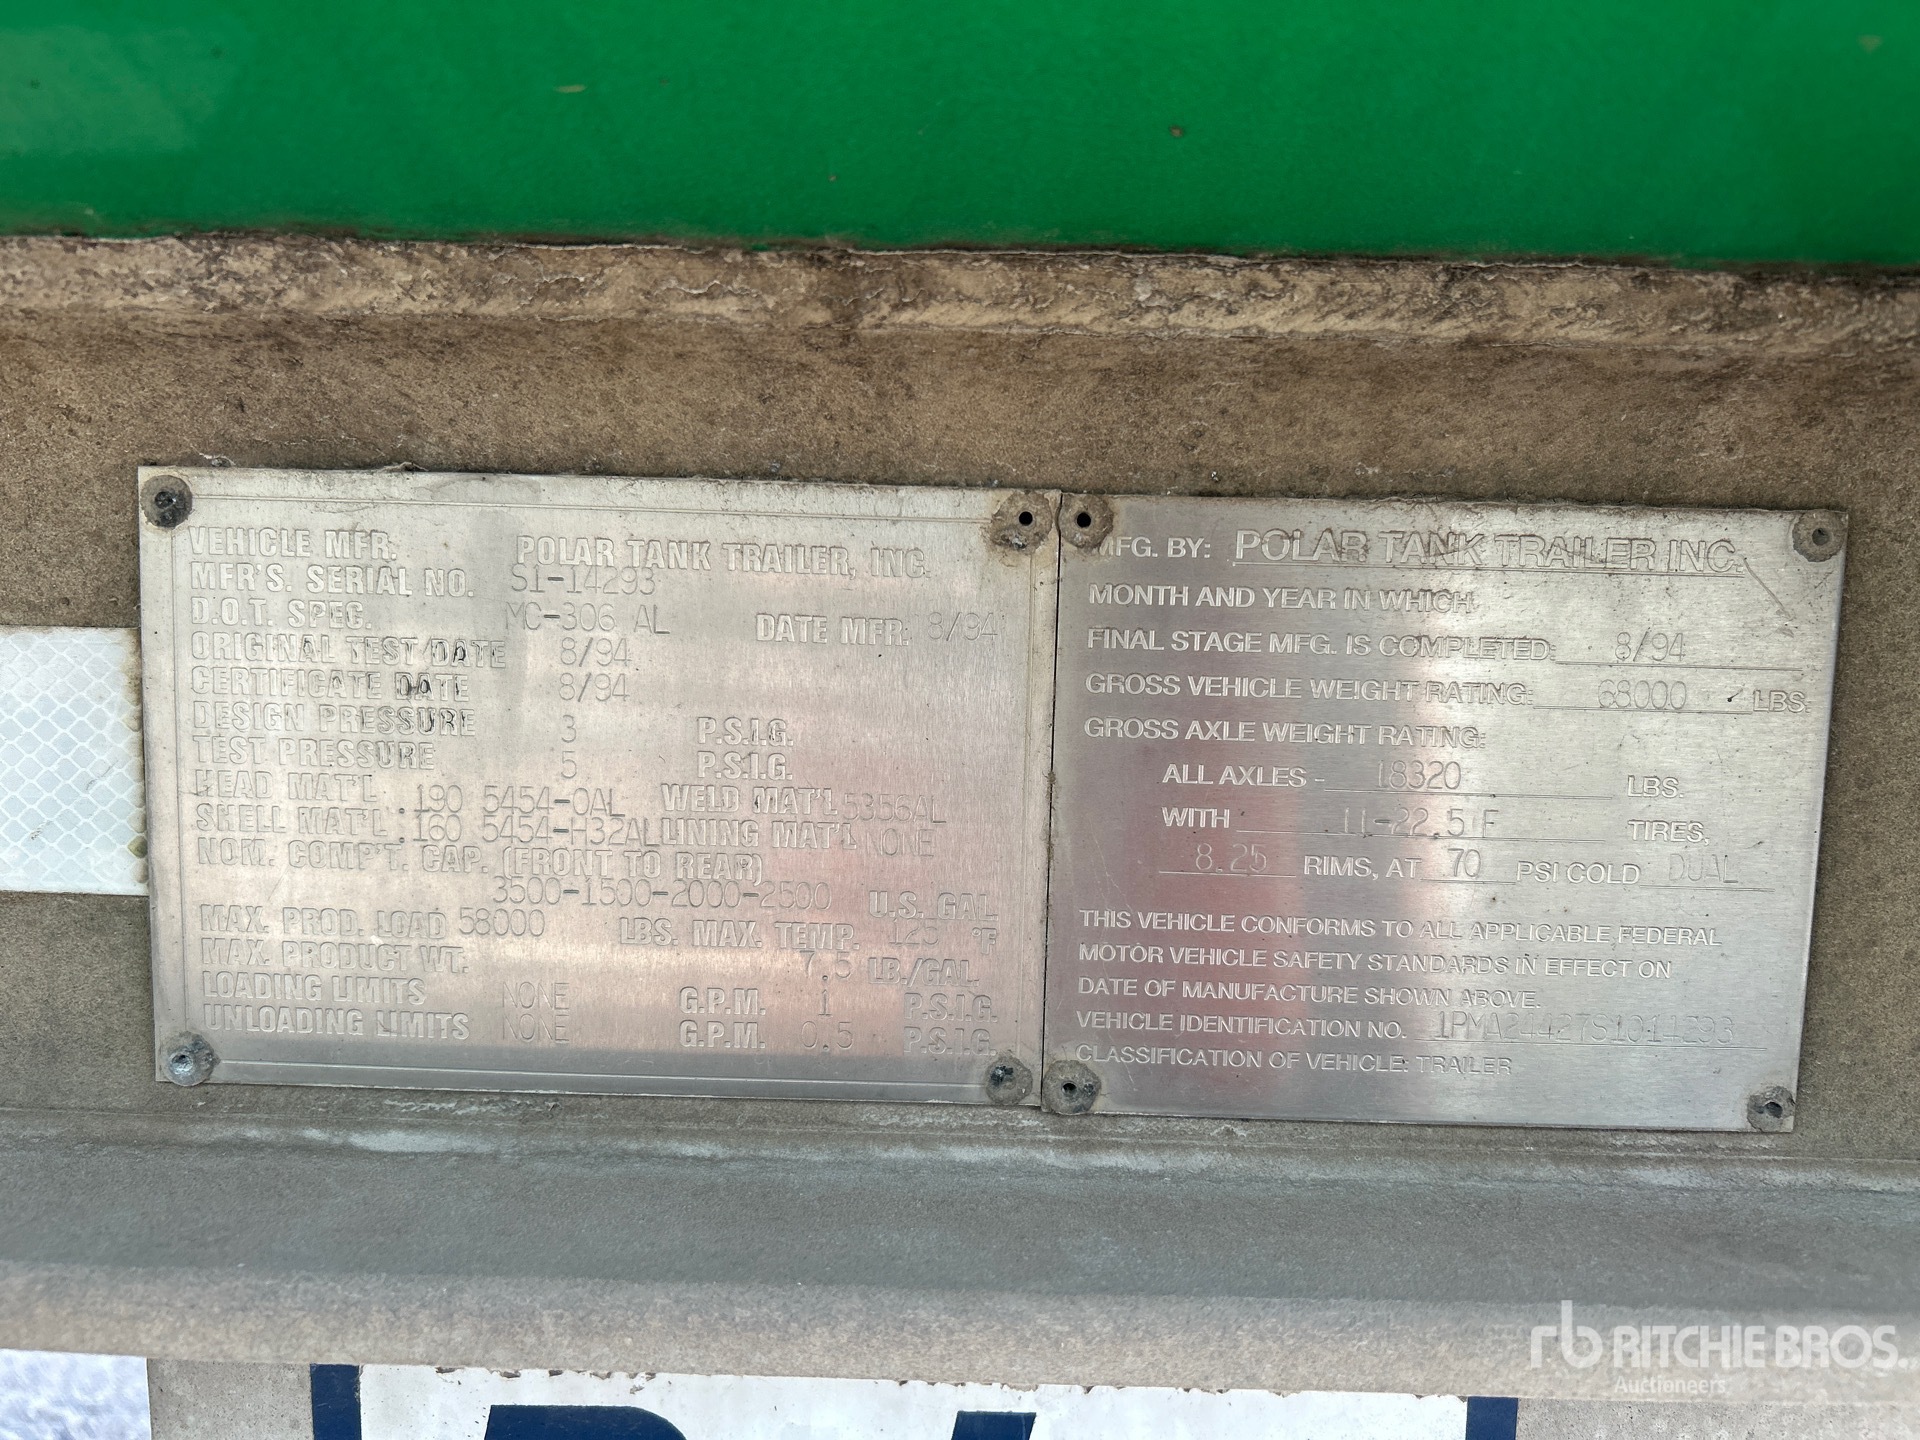 VEHICLE MFR. POLAR TANK TRAILER, INC.
MFR'S. SERIAL NO. S1-14293
D.O.T. SPEC. MC-306 AL DATE MFR: 8/94
ORIGINAL TEST DATE 8/94
CERTIFICATE DATE 8/94
DESIGN PRESSURE 3 P.S.I.G.
TEST PRESSURE 5 P.S.I.G.
HEAD MAT'L .190 5454-OAL WELD MAT'L 5356AL
SHELL MAT'L .160 5454-H32AL LINING MAT'L NONE
NOM. COMP'T. CAP. (FRONT TO REAR)
3500-1500-2000-2500 U.S. GAL.
MAX. PROD. LOAD 58000 LBS. MAX. TEMP. 125 °F
MAX. PRODUCT WT. 7.5 LB./GAL.
LOADING LIMITS NONE G.P.M. 1 P.S.I.G.
UNLOADING LIMITS NONE G.P.M. 0.5 P.S.I.G.
MFG. BY: POLAR TANK TRAILER INC.
MONTH AND YEAR IN WHICH
FINAL STAGE MFG. IS COMPLETED: 8/94
GROSS VEHICLE WEIGHT RATING: 68000 LBS.
GROSS AXLE WEIGHT RATING:
ALL AXLES - 18320 LBS.
WITH 11-22.5 F TIRES,
8.25 RIMS, AT 70 PSI COLD DUAL
THIS VEHICLE CONFORMS TO ALL APPLICABLE FEDERAL
MOTOR VEHICLE SAFETY STANDARDS IN EFFECT ON
DATE OF MANUFACTURE SHOWN ABOVE.
VEHICLE IDENTIFICATION NO. 1PMA24427S1014293
CLASSIFICATION OF VEHICLE: TRAILER
rb RITCHIE BROS.
Auctioneers